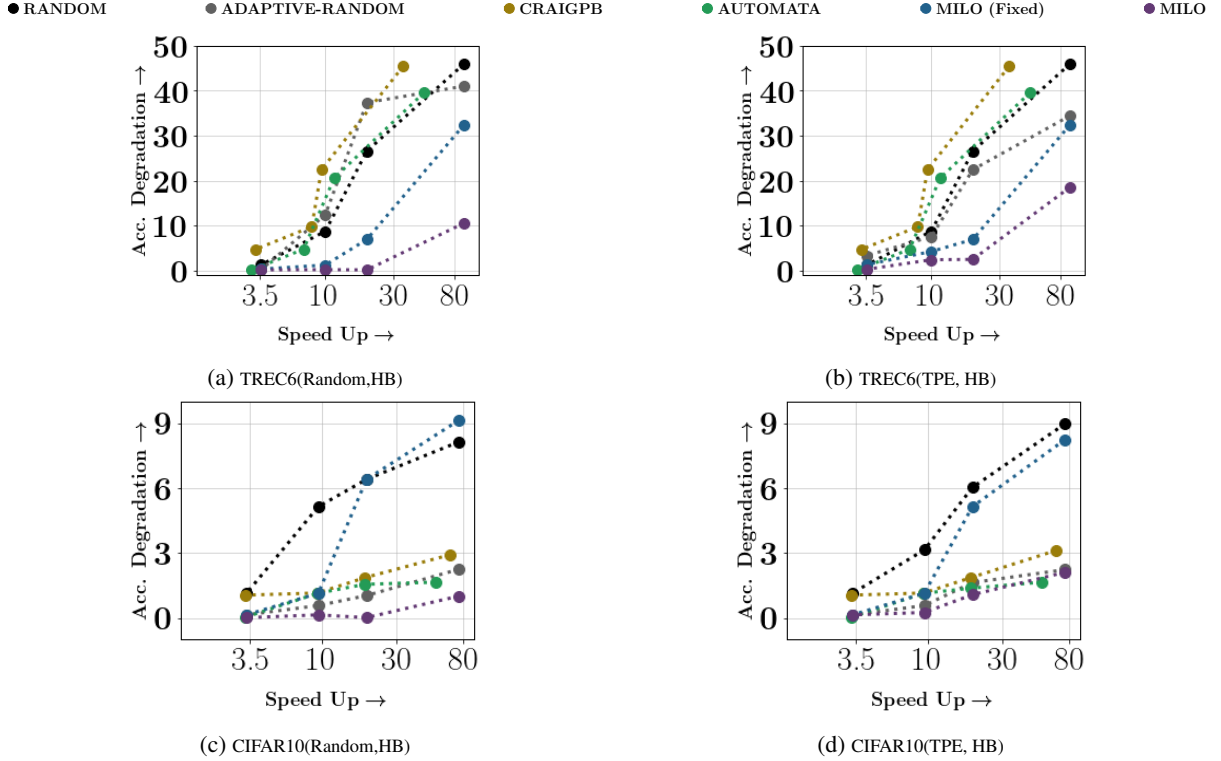 RANDOM ADAPTIVE-RANDOM CRAIGPB AUTOMATA MILO (Fixed) MILO
Acc. Degradation →
50
40
30
20
10
0
3.5 10 30 80
Speed Up →
(a) TREC6(Random,HB)
Acc. Degradation →
50
40
30
20
10
0
3.5 10 30 80
Speed Up →
(b) TREC6(TPE, HB)
Acc. Degradation →
9
6
3
0
3.5 10 30 80
Speed Up →
(c) CIFAR10(Random,HB)
Acc. Degradation →
9
6
3
0
3.5 10 30 80
Speed Up →
(d) CIFAR10(TPE, HB)